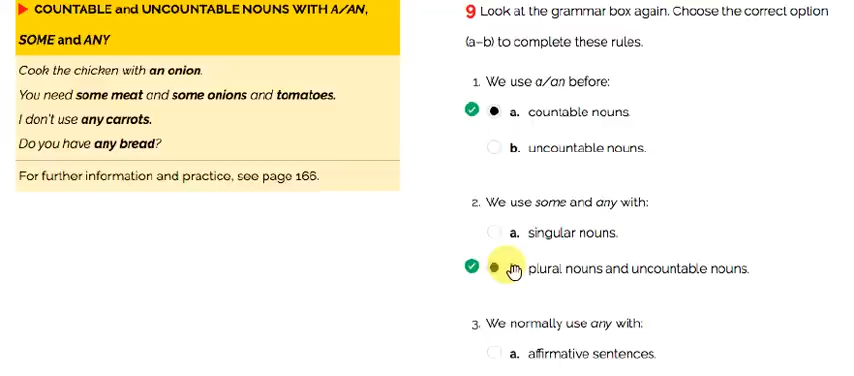 COUNTABLE and UNCOUNTABLE NOUNS WITH A/AN,
SOME and ANY
Cook the chicken with an onion.
You need some meat and some onions and tomatoes.
I don't use any carrots.
Do you have any bread?
For further information and practice, see page 166.
9 Look at the grammar box again. Choose the correct option
(a–b) to complete these rules.
1. We use a/an before:
a. countable nouns.
b. uncountable nouns.
2. We use some and any with:
a. singular nouns.
plural nouns and uncountable nouns.
3. We normally use any with:
a. affirmative sentences.